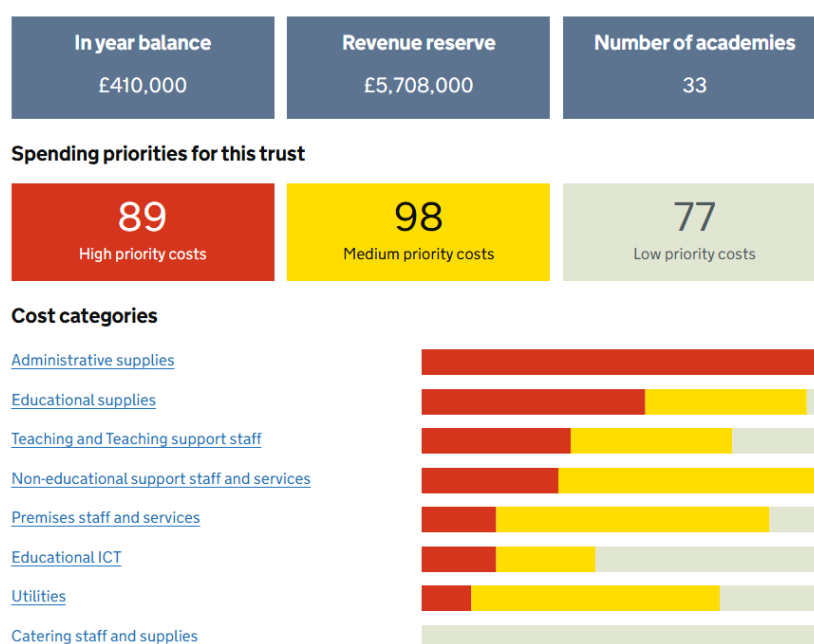 In year balance
£410,000
Revenue reserve
£5,708,000
Number of academies
33
Spending priorities for this trust
89
High priority costs
98
Medium priority costs
77
Low priority costs
Cost categories
Administrative supplies
Educational supplies
Teaching and Teaching support staff
Non-educational support staff and services
Premises staff and services
Educational ICT
Utilities
Catering staff and supplies